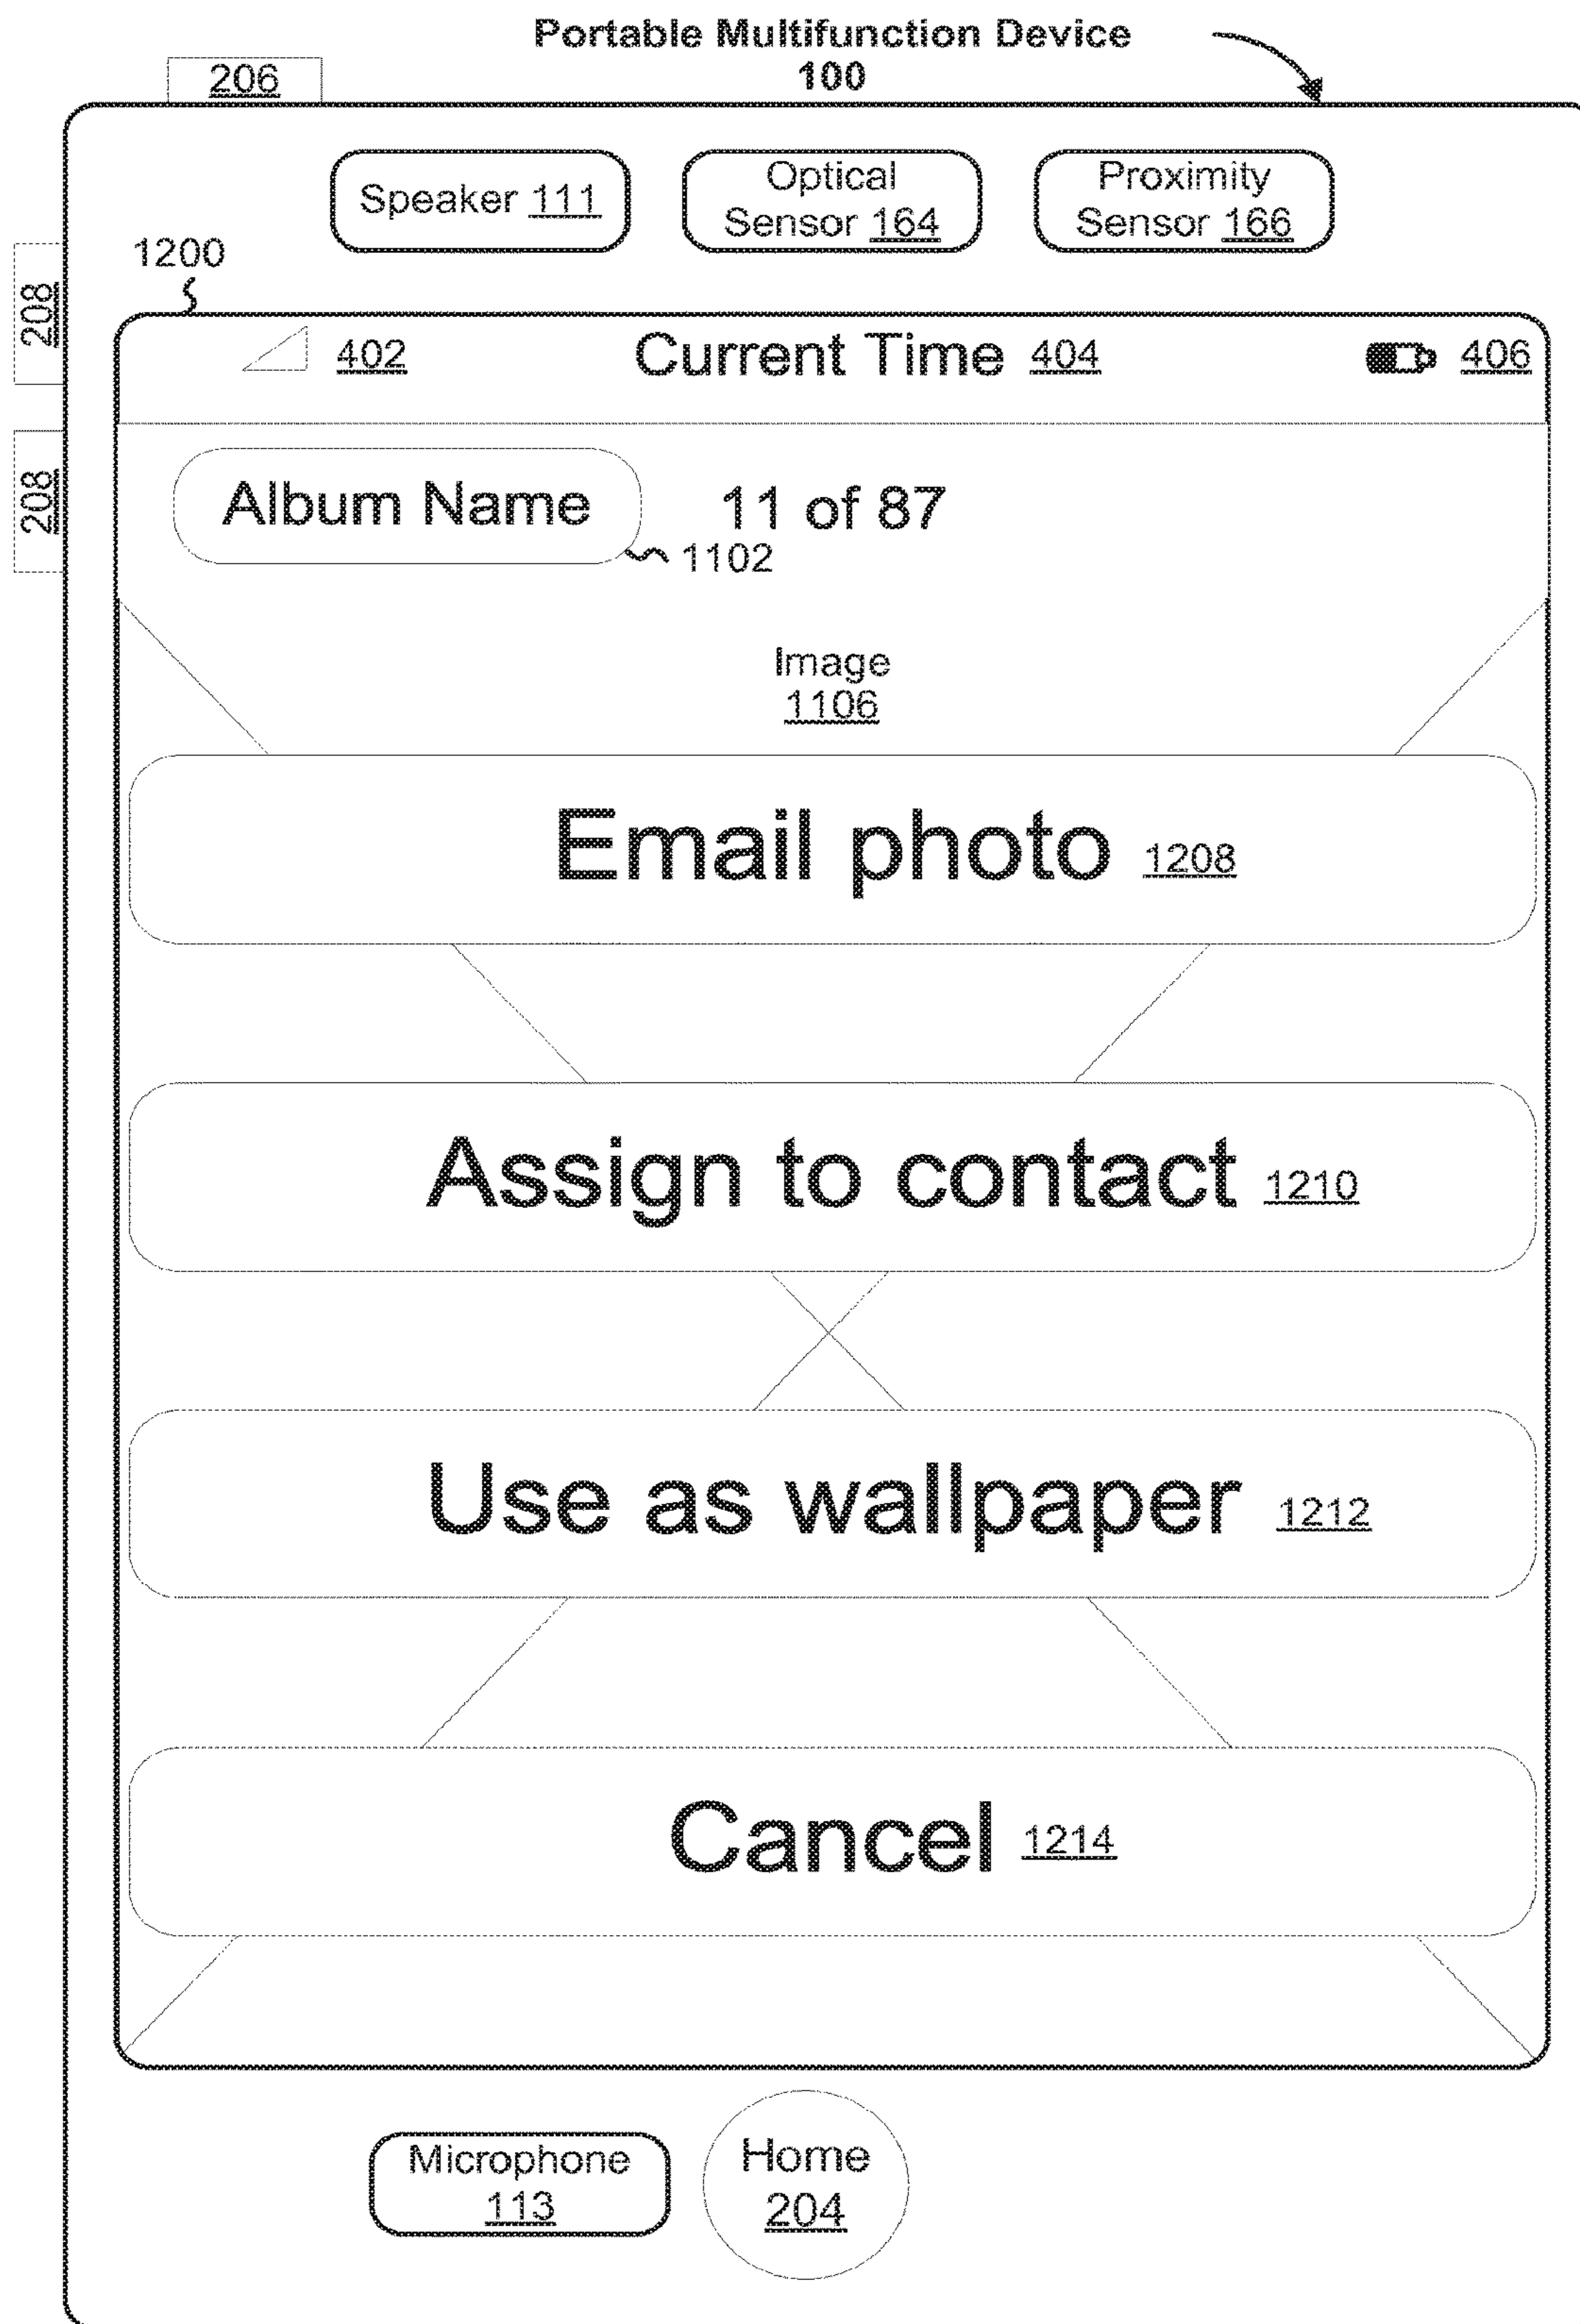 Portable Multifunction Device
100
206
Speaker 111
Optical
Sensor 164
Proximity
Sensor 166
1200
208
402
Current Time 404
406
208
Album Name
11 of 87
1102
Image
1106
Email photo 1208
Assign to contact 1210
Use as wallpaper 1212
Cancel 1214
Microphone
113
Home
204